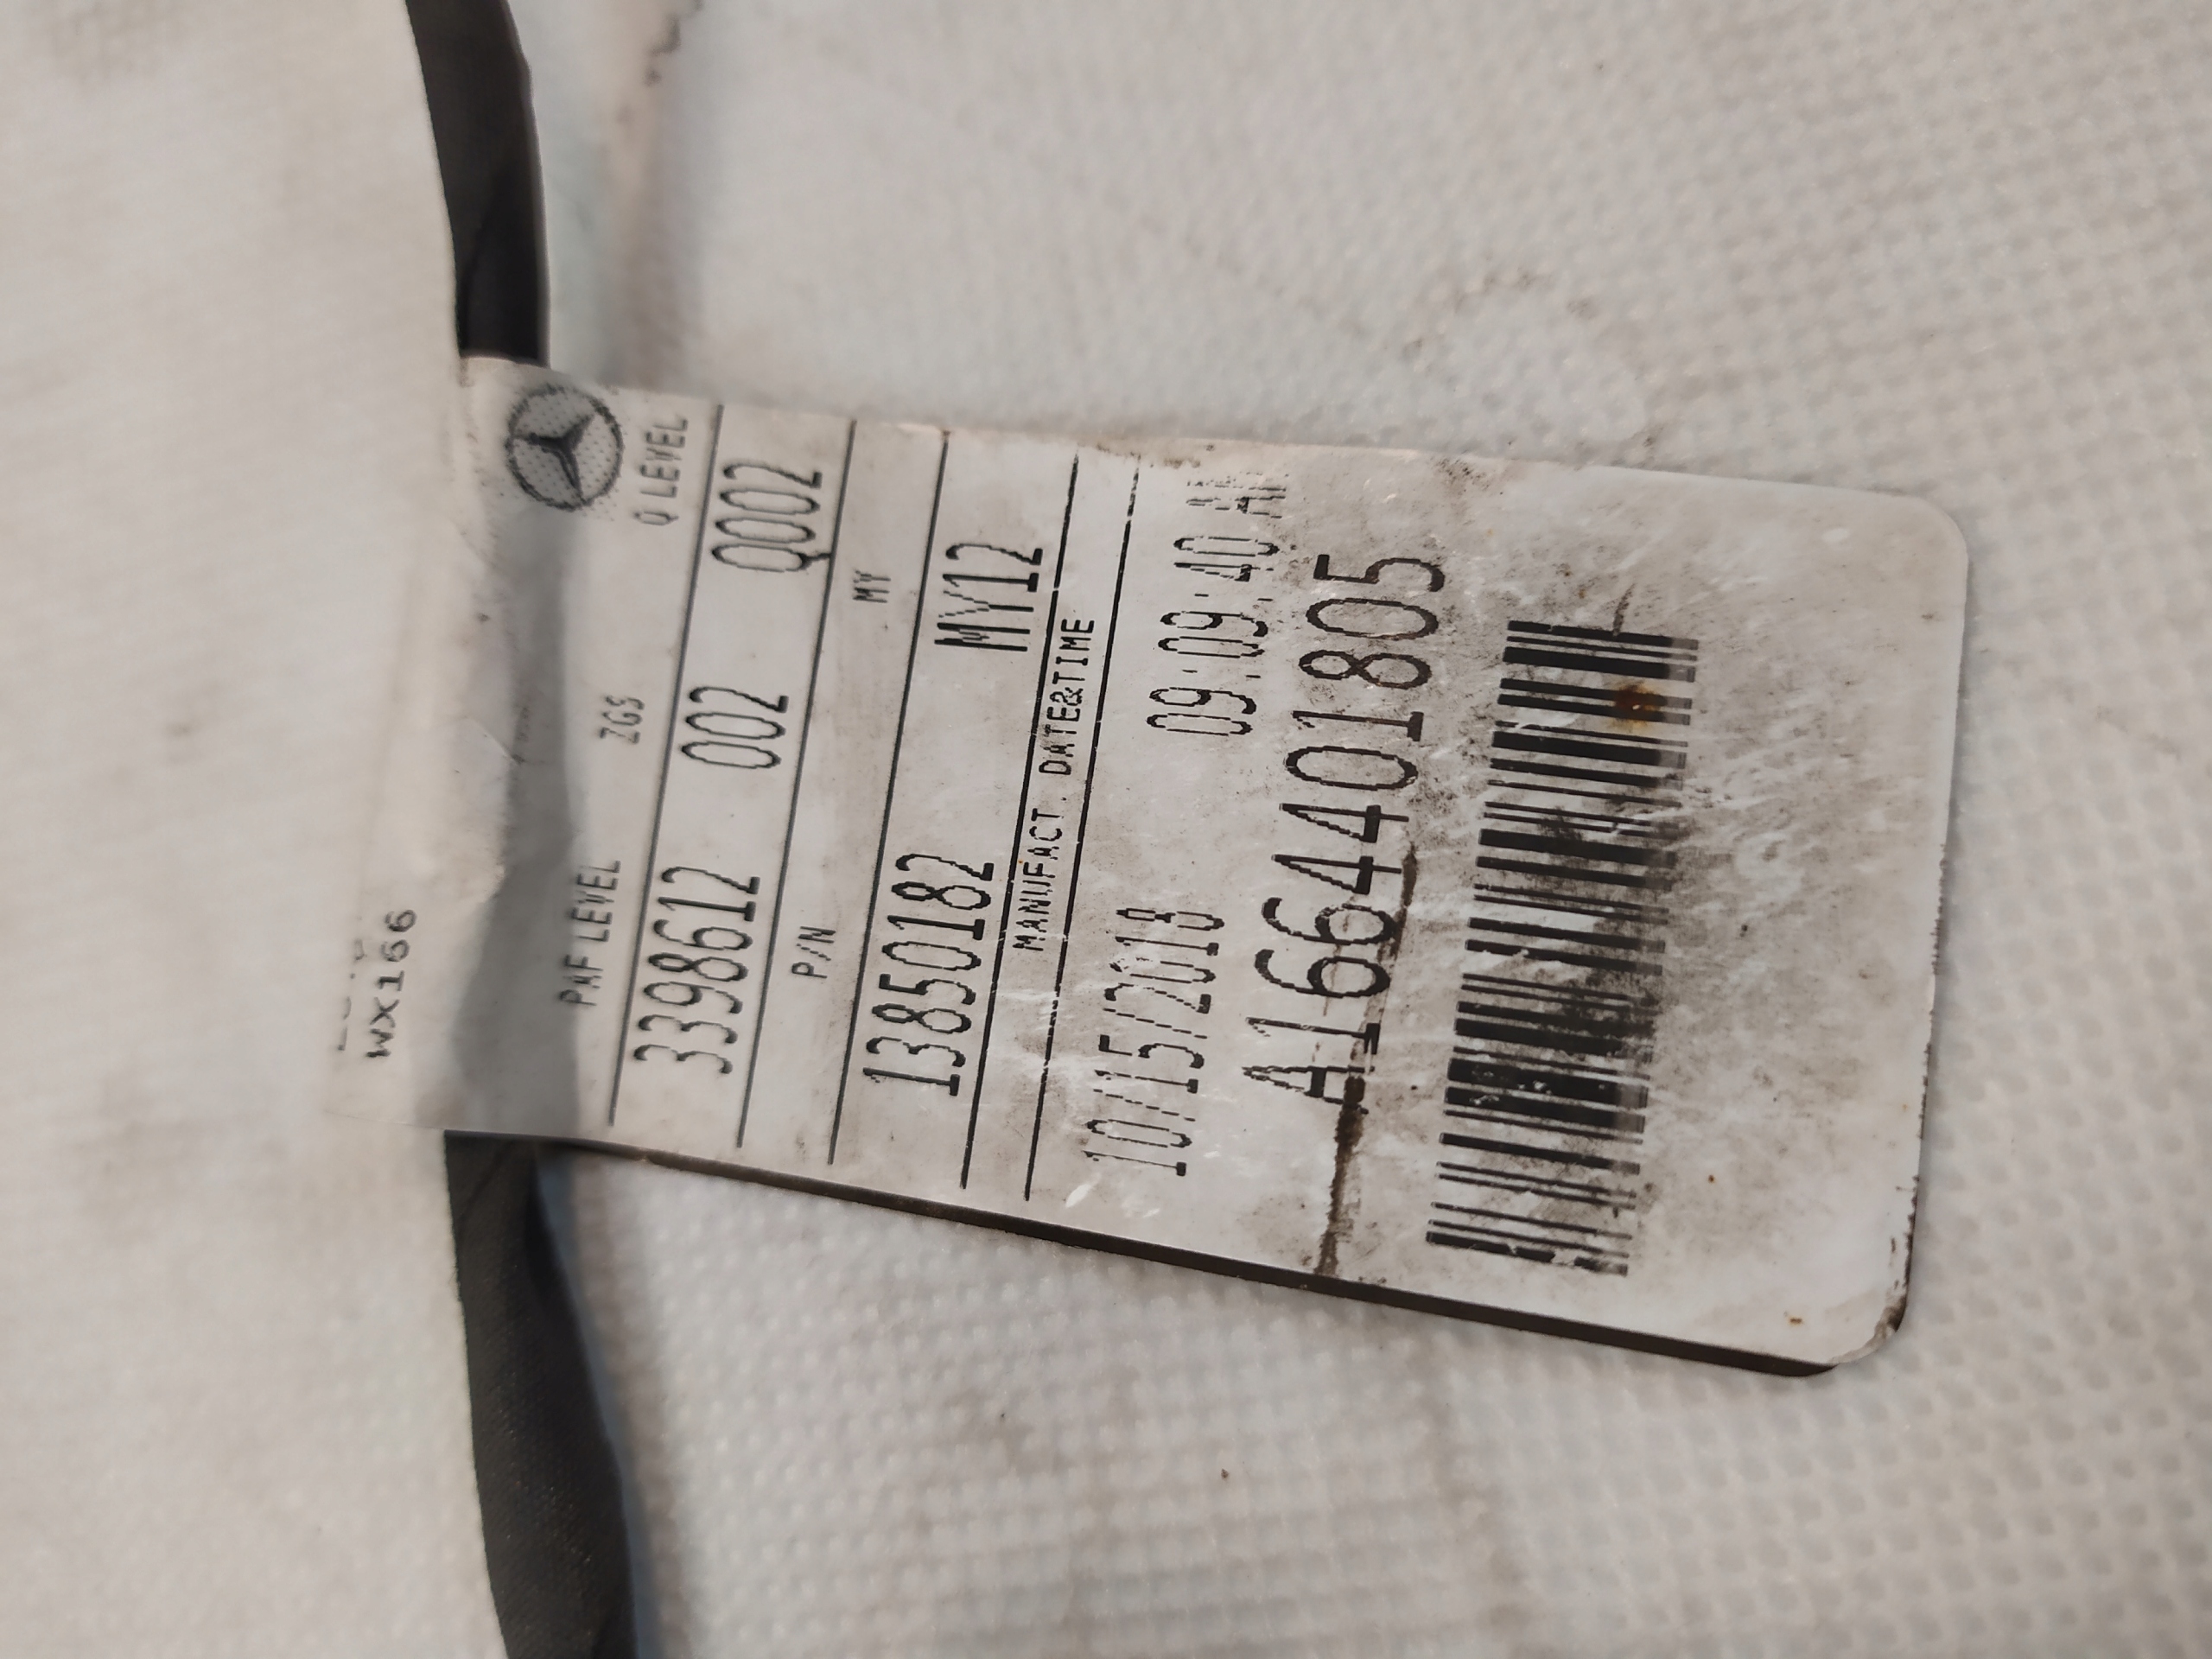 WX166
PAF LEVEL ZGS Q LEVEL
3398612 002 Q002
P/N MY
13850182 MY12
MANUFACT. DATE&TIME
10/15/2018 09:09:40
A1664401805